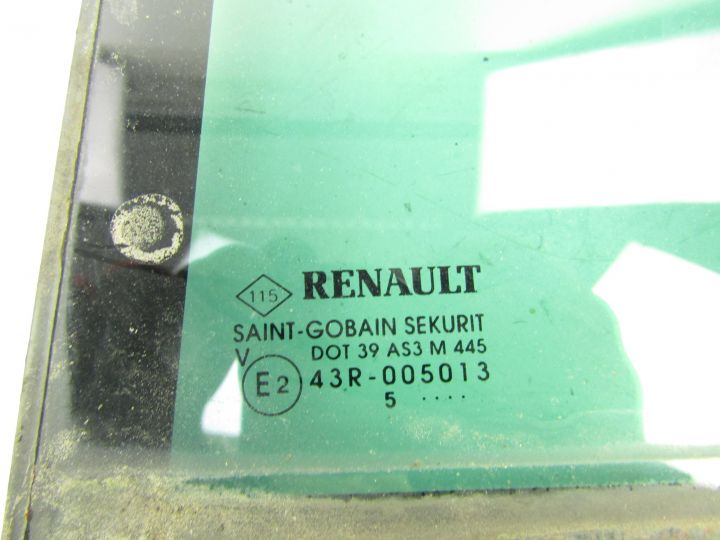 115 RENAULT
SAINT-GOBAIN SEKURIT
V DOT 39 AS3 M 445
E2 43R-005013
5 ....